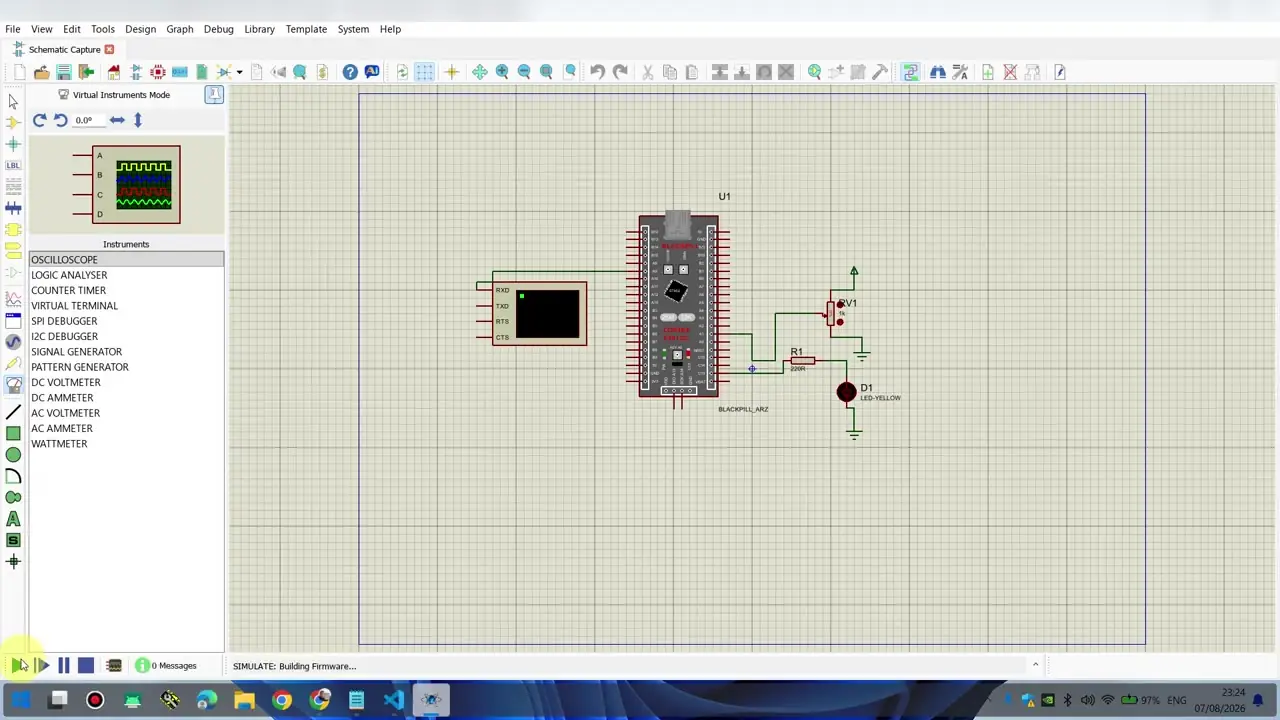 File View Edit Tools Design Graph Debug Library Template System Help
Schematic Capture
Virtual Instruments Mode
0.0°
LBL
A
B
C
D
Instruments
OSCILLOSCOPE
LOGIC ANALYSER
COUNTER TIMER
VIRTUAL TERMINAL
SPI DEBUGGER
I2C DEBUGGER
SIGNAL GENERATOR
PATTERN GENERATOR
DC VOLTMETER
DC AMMETER
AC VOLTMETER
AC AMMETER
WATTMETER
U1
RXD
TXD
RTS
CTS
RV1
1k
R1
220R
D1
LED-YELLOW
BLACKPILL_ARZ
0 Messages
SIMULATE: Building Firmware...
97% ENG
23:24
07/08/2026